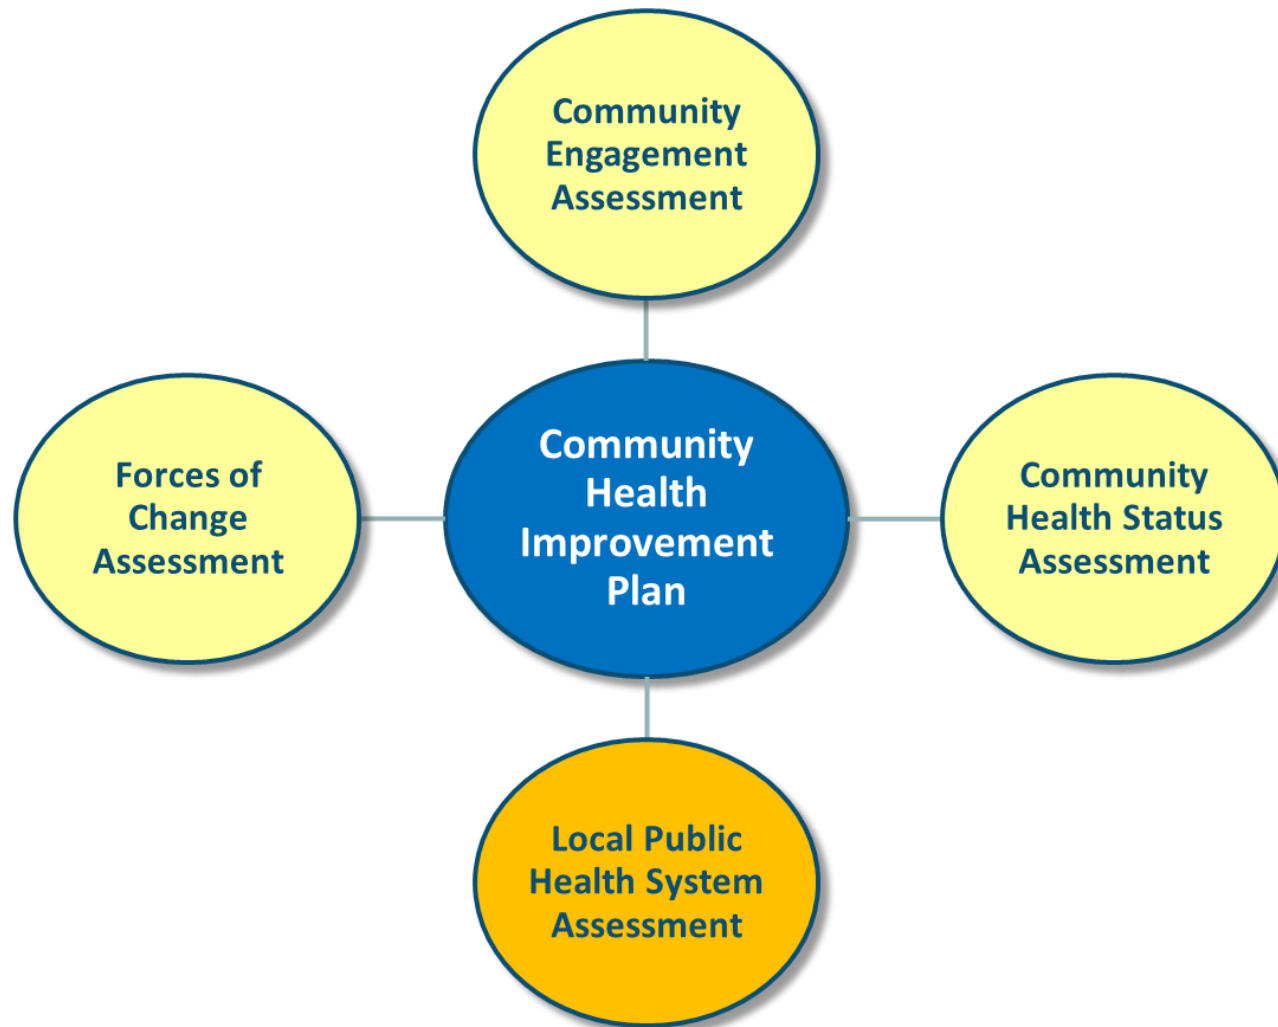 Community
Engagement
Assessment
Forces of
Change
Assessment
Community
Health
Improvement
Plan
Community
Health Status
Assessment
Local Public
Health System
Assessment